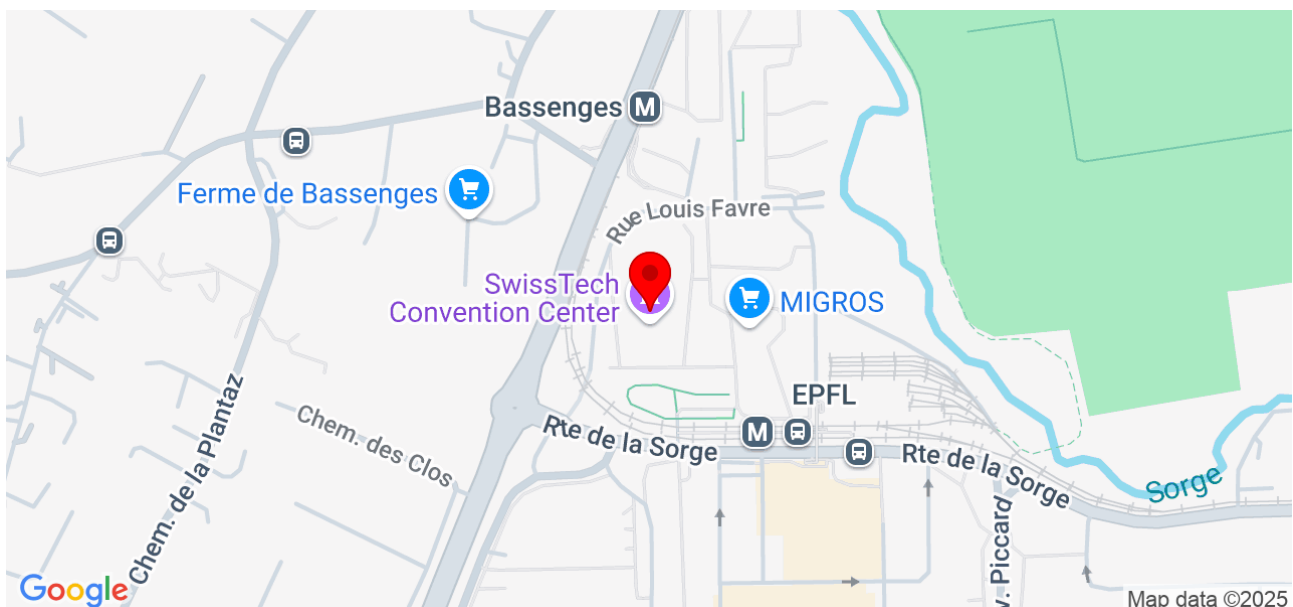 Bassenges M
Ferme de Bassenges
Rue Louis Favre
SwissTech
Convention Center
MIGROS
EPFL
M
Chem. de la Plantaz
Chem. des Clos
Rte de la Sorge
Rte de la Sorge
Sorge
v. Piccard
Google
Map data ©2025